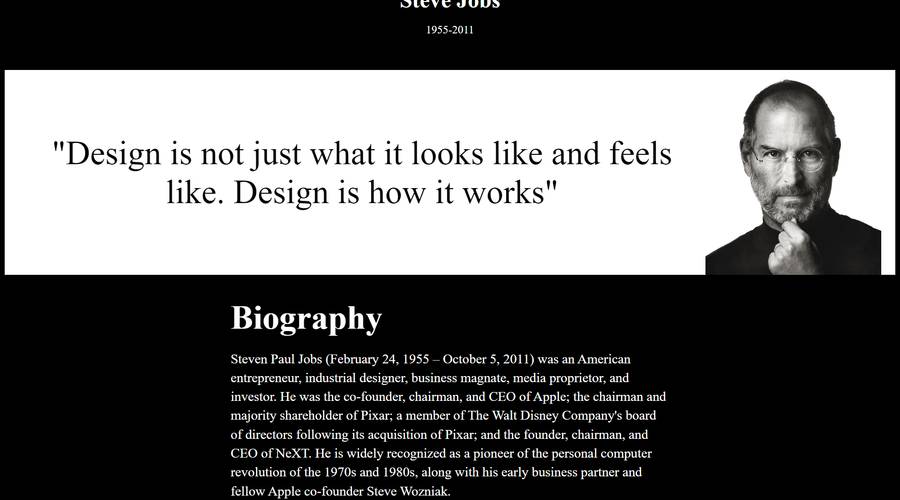 Steve Jobs
1955-2011
"Design is not just what it looks like and feels
like. Design is how it works"
Biography
Steven Paul Jobs (February 24, 1955 – October 5, 2011) was an American
entrepreneur, industrial designer, business magnate, media proprietor, and
investor. He was the co-founder, chairman, and CEO of Apple; the chairman and
majority shareholder of Pixar; a member of The Walt Disney Company's board
of directors following its acquisition of Pixar; and the founder, chairman, and
CEO of NeXT. He is widely recognized as a pioneer of the personal computer
revolution of the 1970s and 1980s, along with his early business partner and
fellow Apple co-founder Steve Wozniak.